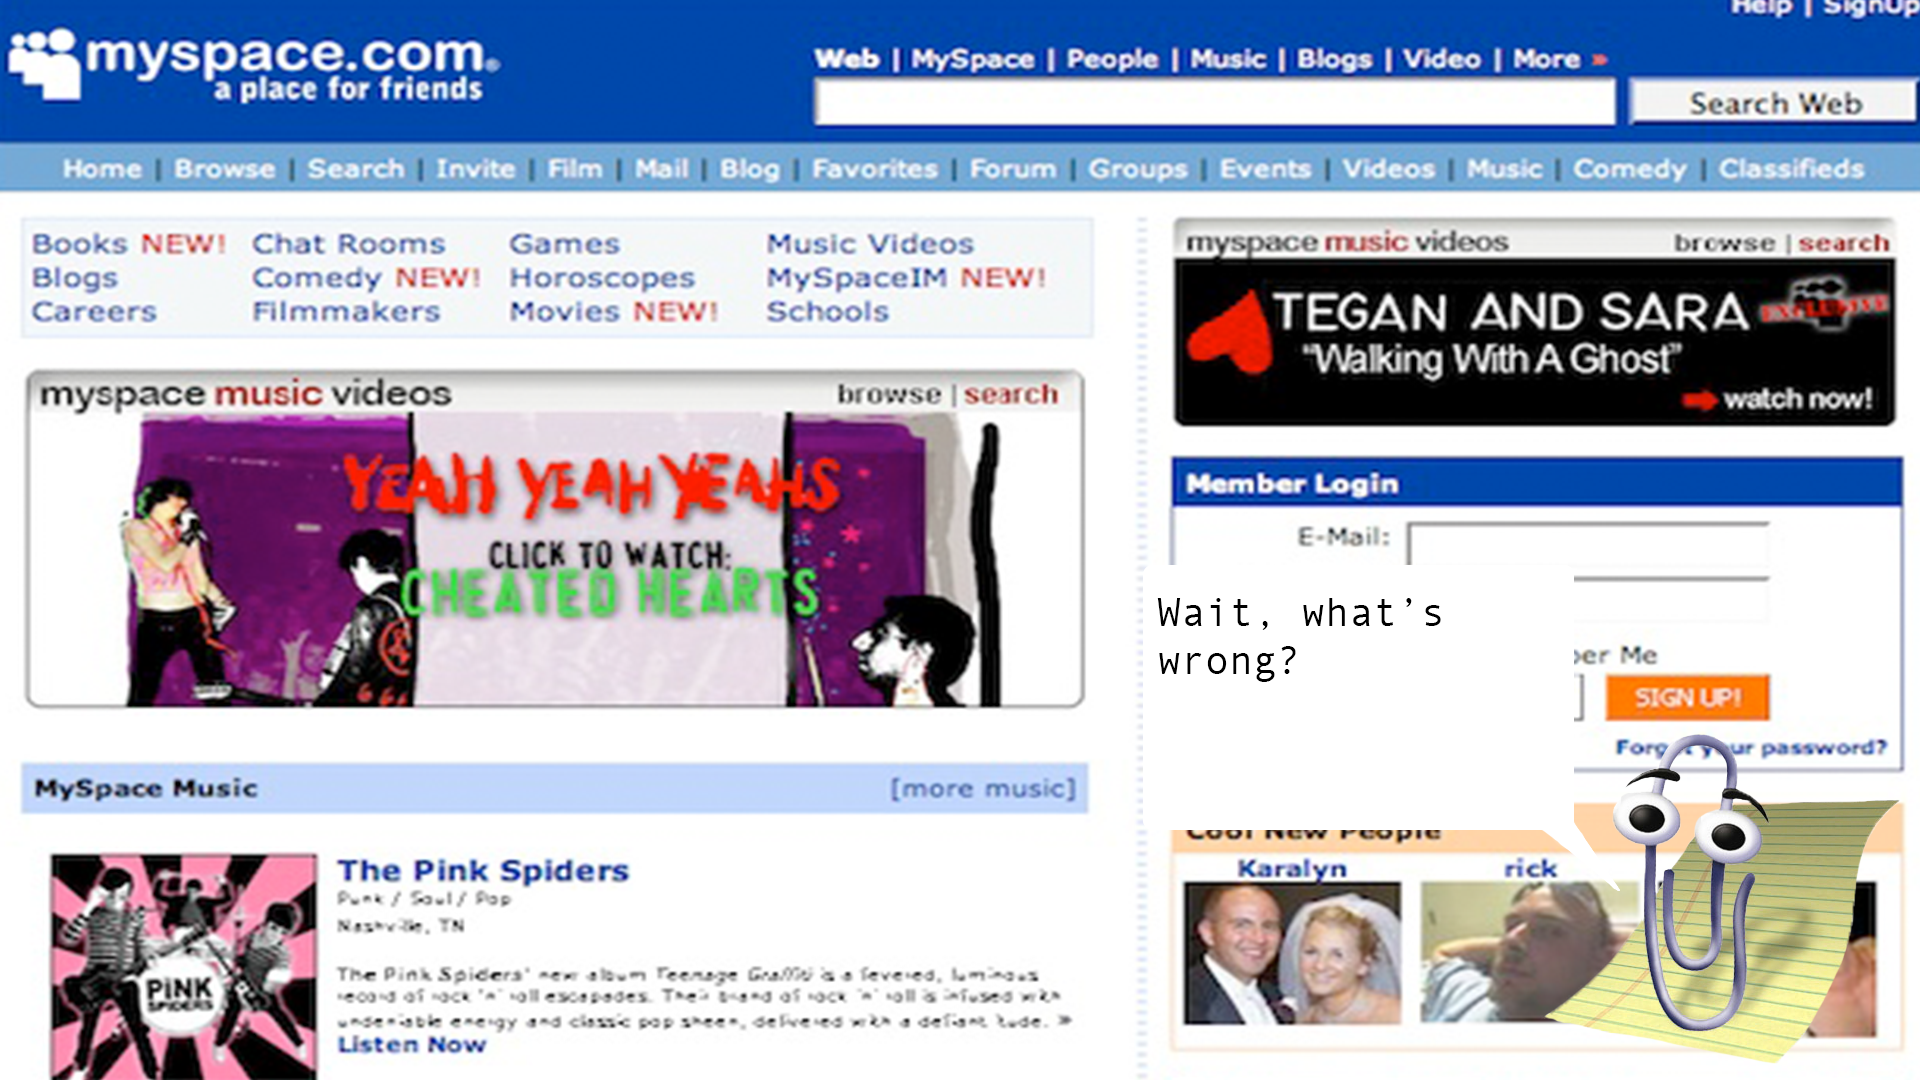 Help | SignUp
myspace.com®
a place for friends
Web | MySpace | People | Music | Blogs | Video | More »
Search Web
Home | Browse | Search | Invite | Film | Mail | Blog | Favorites | Forum | Groups | Events | Videos | Music | Comedy | Classifieds
Books NEW! Chat Rooms Games Music Videos
Blogs Comedy NEW! Horoscopes MySpaceIM NEW!
Careers Filmmakers Movies NEW! Schools
myspace music videos browse | search
YEAH YEAH YEAHS
CLICK TO WATCH:
CHEATED HEARTS
MySpace Music [more music]
The Pink Spiders
Punk / Soul / Pop
Nashville, TN
PiNK
SPIDERS
The Pink Spiders' new album Teenage Graffiti is a fevered, luminous
record of rock 'n' roll escapades. Their brand of rock 'n' roll is infused with
undeniable energy and classic pop sheen, delivered with a defiant 'tude. »
Listen Now
myspace music videos browse | search
TEGAN AND SARA
EXCLUSIVE
"Walking With A Ghost"
watch now!
Member Login
E-Mail:
Wait, what's
wrong?
ber Me
SIGN UP!
Forgot your password?
Cool New People
Karalyn rick